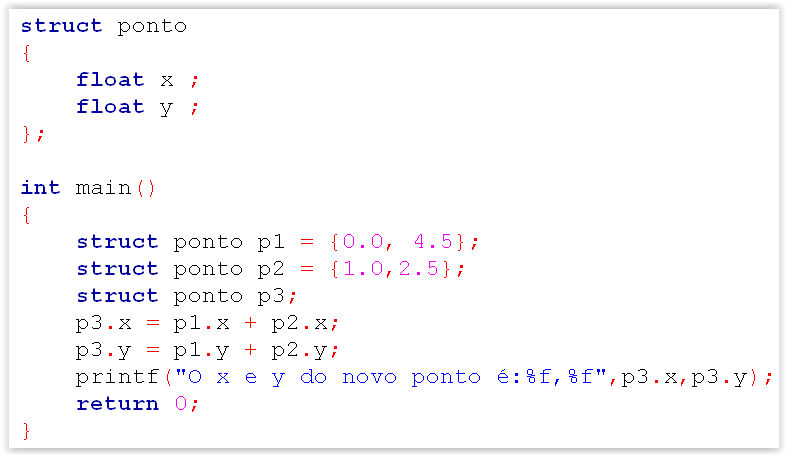 struct ponto
{
    float x ;
    float y ;
};

int main()
{
    struct ponto p1 = {0.0, 4.5};
    struct ponto p2 = {1.0,2.5};
    struct ponto p3;
    p3.x = p1.x + p2.x;
    p3.y = p1.y + p2.y;
    printf("O x e y do novo ponto é:%f,%f",p3.x,p3.y);
    return 0;
}